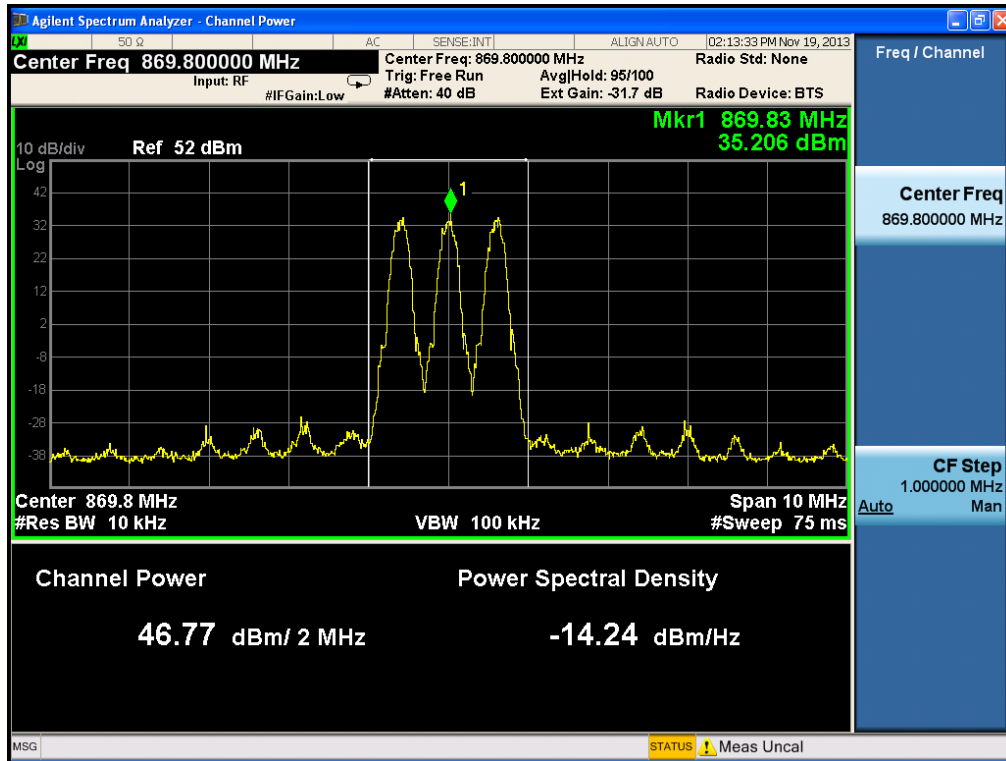 Agilent Spectrum Analyzer - Channel Power
LXI 50 Ω AC SENSE:INT ALIGN AUTO 02:13:33 PM Nov 19, 2013
Center Freq 869.800000 MHz
Input: RF
#IFGain:Low
Center Freq: 869.800000 MHz
Trig: Free Run Avg|Hold: 95/100
#Atten: 40 dB Ext Gain: -31.7 dB
Radio Std: None
Radio Device: BTS
Freq / Channel
Mkr1 869.83 MHz
35.206 dBm
10 dB/div Ref 52 dBm
Log
42
32
22
12
2
-8
-18
-28
-38
1
Center Freq
869.800000 MHz
CF Step
1.000000 MHz
Auto Man
Center 869.8 MHz Span 10 MHz
#Res BW 10 kHz VBW 100 kHz #Sweep 75 ms
Channel Power Power Spectral Density
46.77 dBm/ 2 MHz -14.24 dBm/Hz
MSG STATUS Meas Uncal